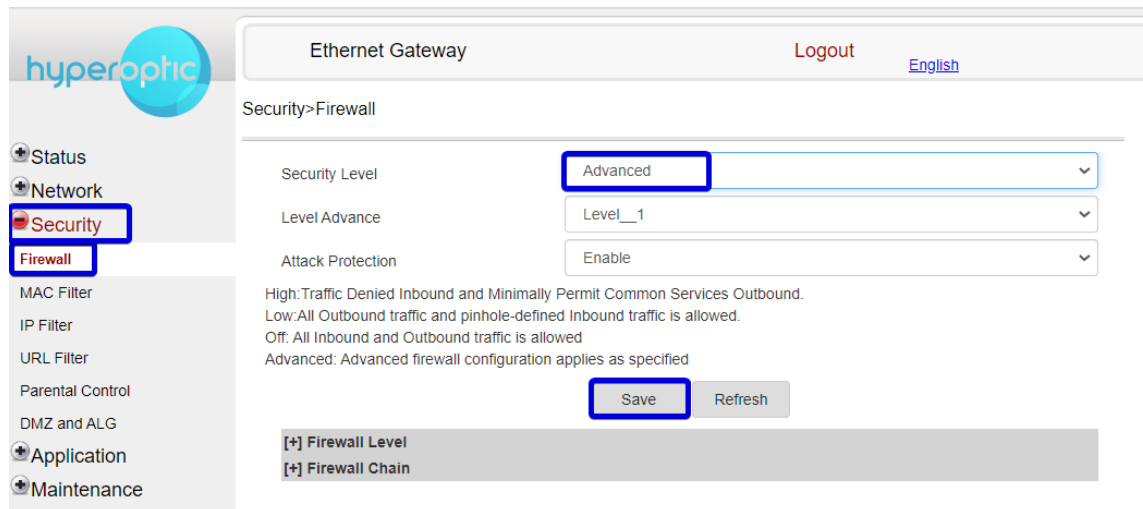 hyperoptic
Ethernet Gateway
Logout
English
Security>Firewall
Status
Network
Security
Firewall
MAC Filter
IP Filter
URL Filter
Parental Control
DMZ and ALG
Application
Maintenance
Security Level Advanced
Level Advance Level__1
Attack Protection Enable
High:Traffic Denied Inbound and Minimally Permit Common Services Outbound.
Low:All Outbound traffic and pinhole-defined Inbound traffic is allowed.
Off: All Inbound and Outbound traffic is allowed
Advanced: Advanced firewall configuration applies as specified
Save Refresh
[+] Firewall Level
[+] Firewall Chain